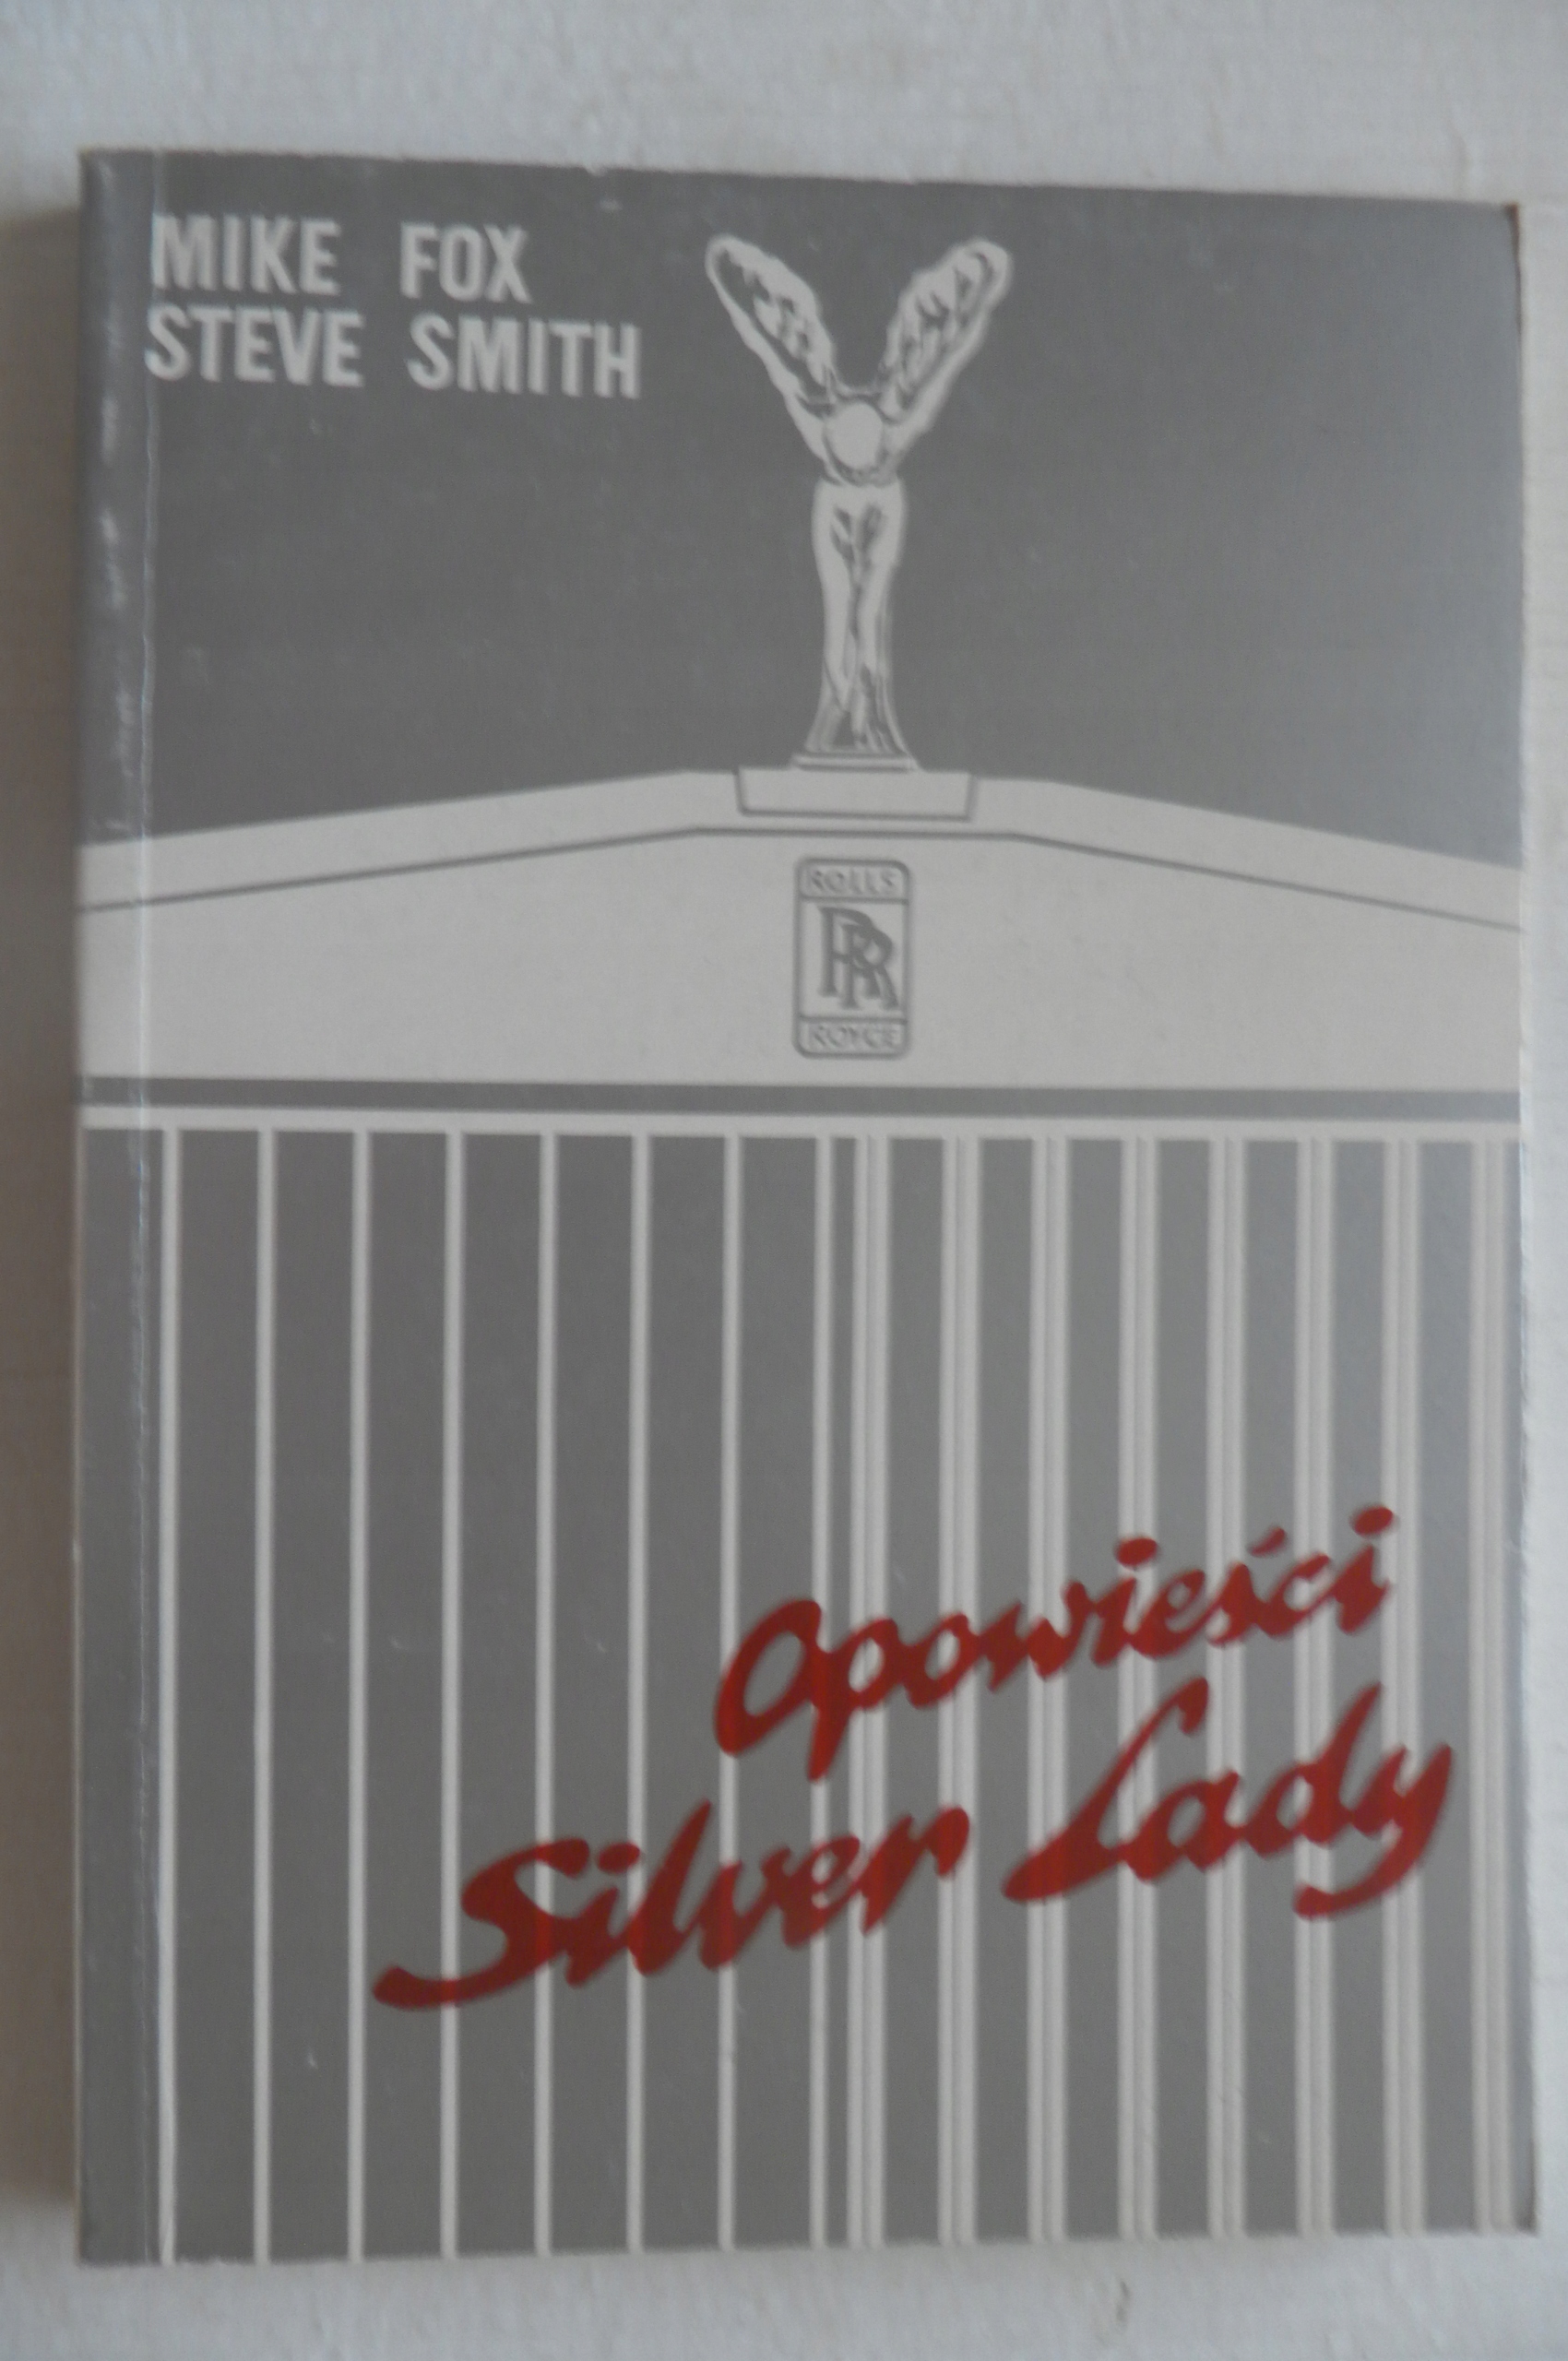 MIKE FOX
STEVE SMITH
ROLLS
RR
ROYCE
Opowieści
Silver Lady